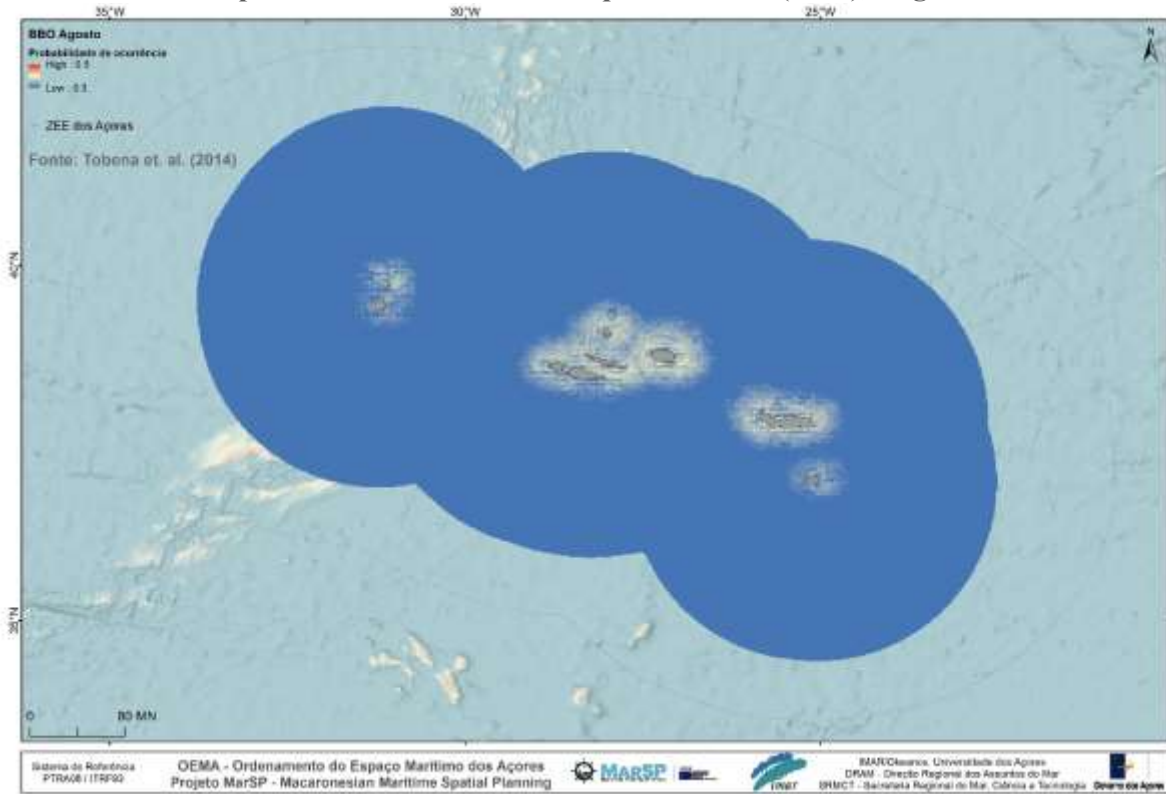 35°W
30°W
25°W
BBO Agosto
Probabilidade de ocorrência
High : 0.5
Low : 0.3
ZEE dos Açores
Fonte: Tobena et. al. (2014)
N
40°N
35°N
0 80 MN
Sistema de Referência
PTRA08 / ITRF93
OEMA - Ordenamento do Espaço Marítimo dos Açores
Projeto MarSP - Macaronesian Maritime Spatial Planning
MARSP
IMAR/Okeanos, Universidade dos Açores
DRAM - Direcção Regional dos Assuntos do Mar
SRMCT - Secretaria Regional do Mar, Ciência e Tecnologia
Governo dos Açores